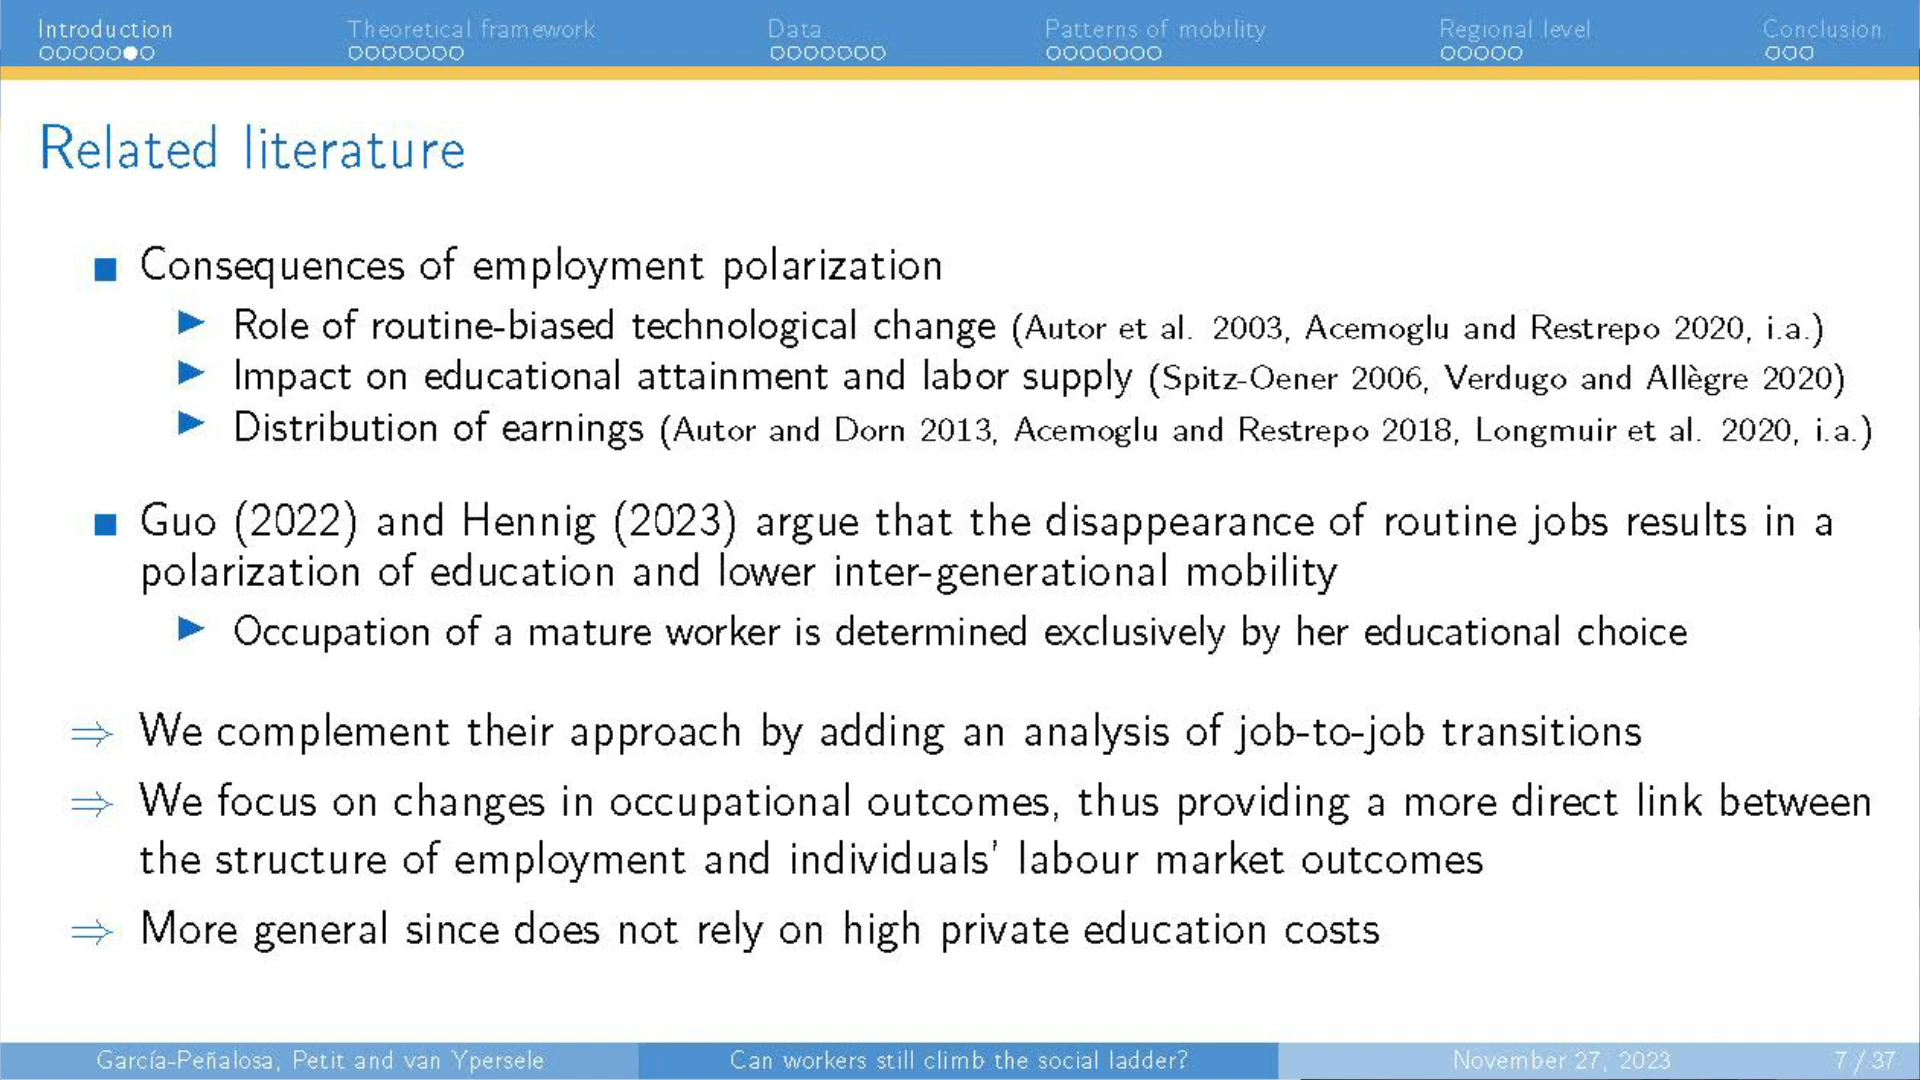 Introduction Theoretical framework Data Patterns of mobility Regional level Conclusion
Related literature
Consequences of employment polarization
Role of routine-biased technological change (Autor et al. 2003, Acemoglu and Restrepo 2020, i.a.)
Impact on educational attainment and labor supply (Spitz-Oener 2006, Verdugo and Allègre 2020)
Distribution of earnings (Autor and Dorn 2013, Acemoglu and Restrepo 2018, Longmuir et al. 2020, i.a.)
Guo (2022) and Hennig (2023) argue that the disappearance of routine jobs results in a
polarization of education and lower inter-generational mobility
Occupation of a mature worker is determined exclusively by her educational choice
⇒ We complement their approach by adding an analysis of job-to-job transitions
⇒ We focus on changes in occupational outcomes, thus providing a more direct link between
the structure of employment and individuals' labour market outcomes
⇒ More general since does not rely on high private education costs
García-Peñalosa, Petit and van Ypersele Can workers still climb the social ladder? November 27, 2023 7 / 37